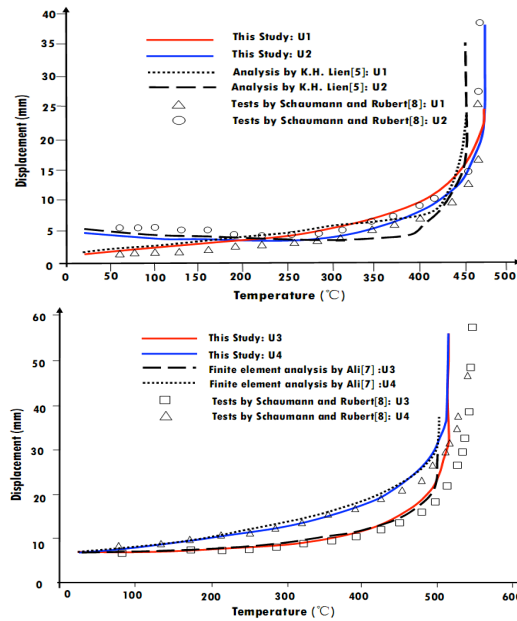 40
35
30
25
20
15
10
5
0
Displacement (mm)
This Study: U1
This Study: U2
Analysis by K.H. Lien[5]: U1
Analysis by K.H. Lien[5]: U2
Tests by Schaumann and Rubert[8]: U1
Tests by Schaumann and Rubert[8]: U2
0 50 100 150 200 250 300 350 400 450 500
Temperature (℃)
60
50
40
30
20
10
0
Displacement (mm)
This Study: U3
This Study: U4
Finite element analysis by Ali[7] :U3
Finite element analysis by Ali[7] :U4
Tests by Schaumann and Rubert[8]: U3
Tests by Schaumann and Rubert[8]: U4
0 100 200 300 400 500 600
Temperature (℃)